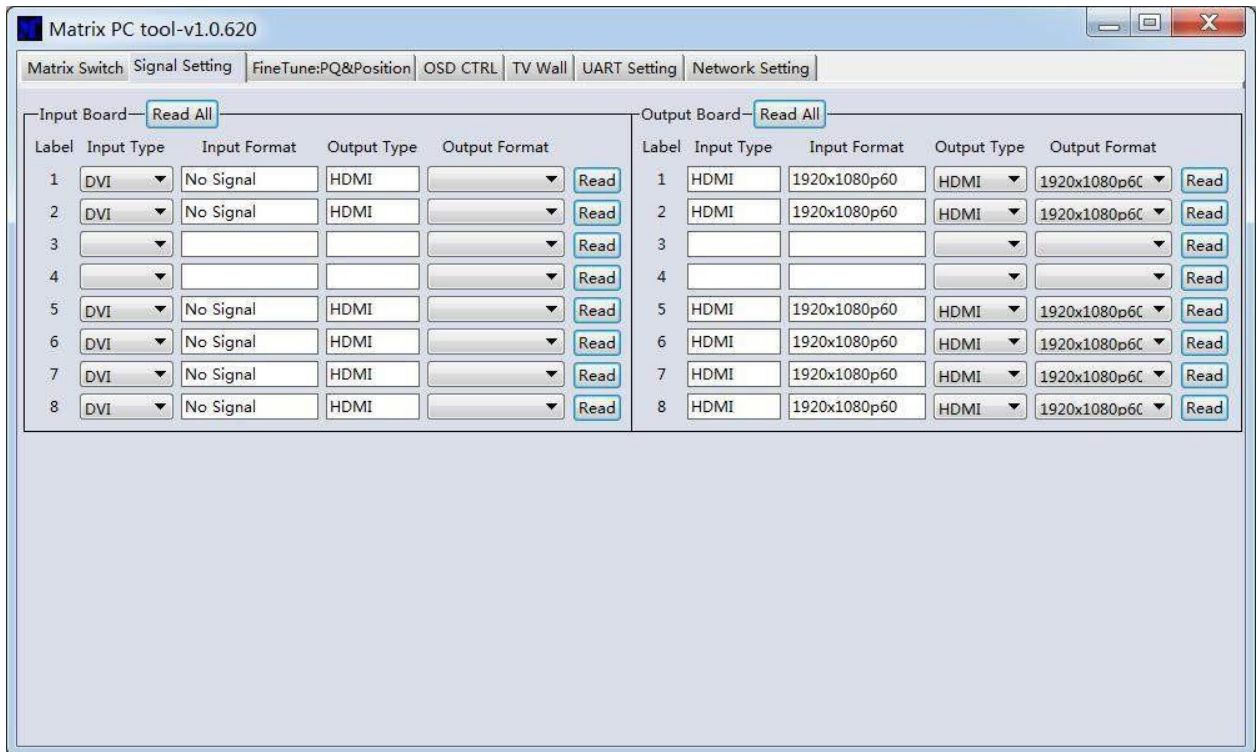 Matrix PC tool-v1.0.620
Matrix Switch Signal Setting FineTune:PQ&Position OSD CTRL TV Wall UART Setting Network Setting
Input Board Read All Output Board Read All
Label Input Type Input Format Output Type Output Format Label Input Type Input Format Output Type Output Format
1 DVI No Signal HDMI Read 1 HDMI 1920x1080p60 HDMI 1920x1080p60 Read
2 DVI No Signal HDMI Read 2 HDMI 1920x1080p60 HDMI 1920x1080p60 Read
3 Read 3 Read
4 Read 4 Read
5 DVI No Signal HDMI Read 5 HDMI 1920x1080p60 HDMI 1920x1080p60 Read
6 DVI No Signal HDMI Read 6 HDMI 1920x1080p60 HDMI 1920x1080p60 Read
7 DVI No Signal HDMI Read 7 HDMI 1920x1080p60 HDMI 1920x1080p60 Read
8 DVI No Signal HDMI Read 8 HDMI 1920x1080p60 HDMI 1920x1080p60 Read